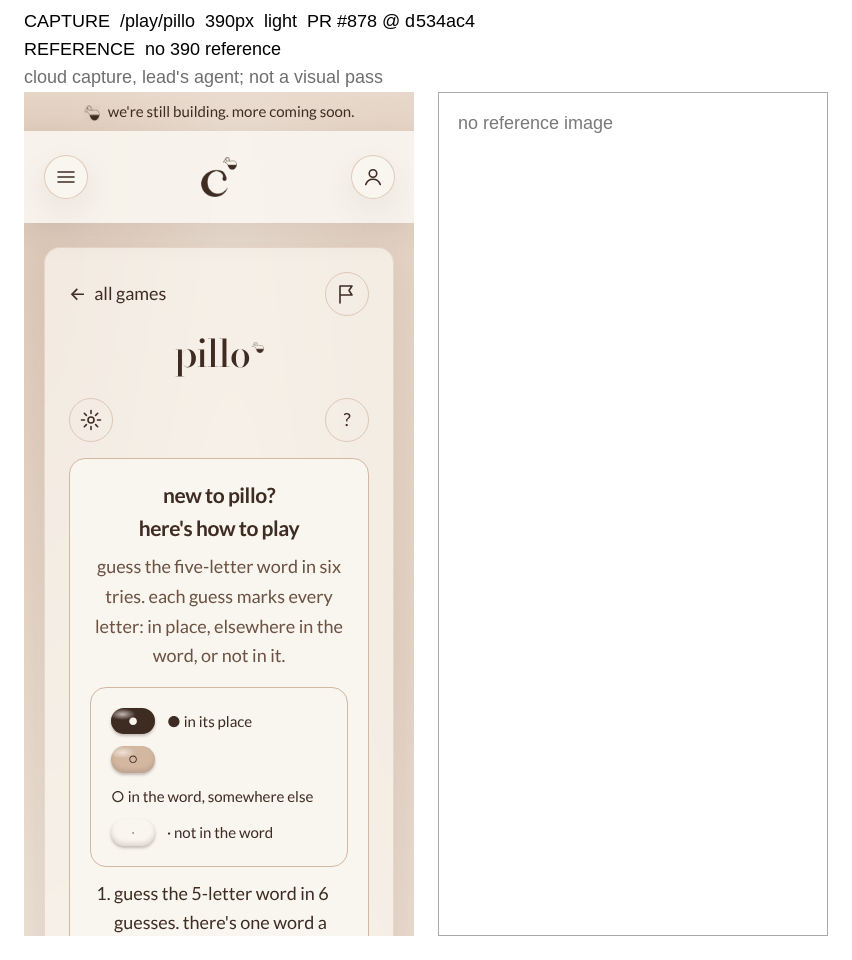 CAPTURE /play/pillo 390px light PR #878 @ d534ac4
REFERENCE no 390 reference
cloud capture, lead's agent; not a visual pass
we're still building. more coming soon.
no reference image
c
← all games
pillo
?
new to pillo?
here's how to play
guess the five-letter word in six
tries. each guess marks every
letter: in place, elsewhere in the
word, or not in it.
● in its place
○ in the word, somewhere else
· not in the word
1. guess the 5-letter word in 6
guesses. there's one word a